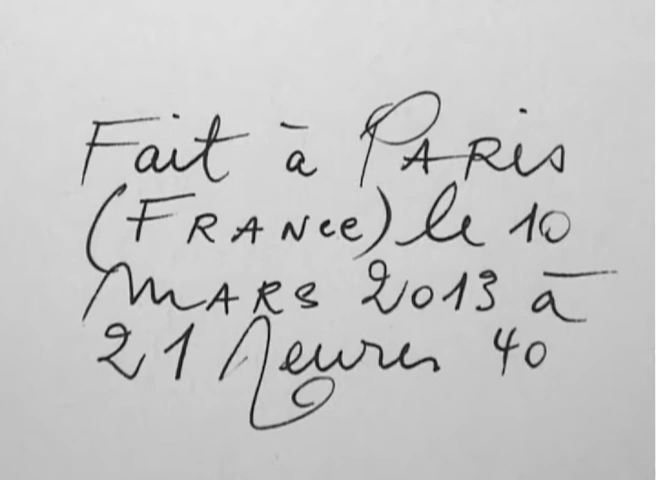 Fait à PARis
(FRANce) le 10
MARS 2013 à
21 heures 40